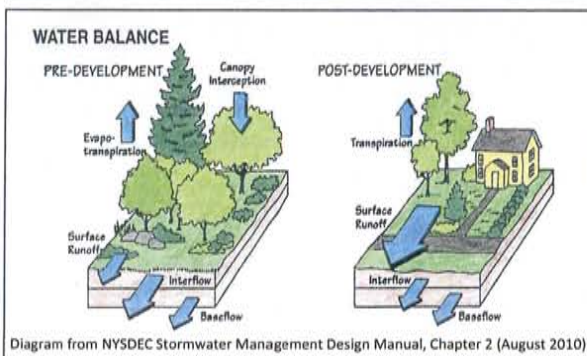 WATER BALANCE
PRE-DEVELOPMENT
Canopy
Interception
Evapo-
transpiration
Surface
Runoff
Interflow
Baseflow
POST-DEVELOPMENT
Transpiration
Surface
Runoff
Interflow
Baseflow
Diagram from NYSDEC Stormwater Management Design Manual, Chapter 2 (August 2010)